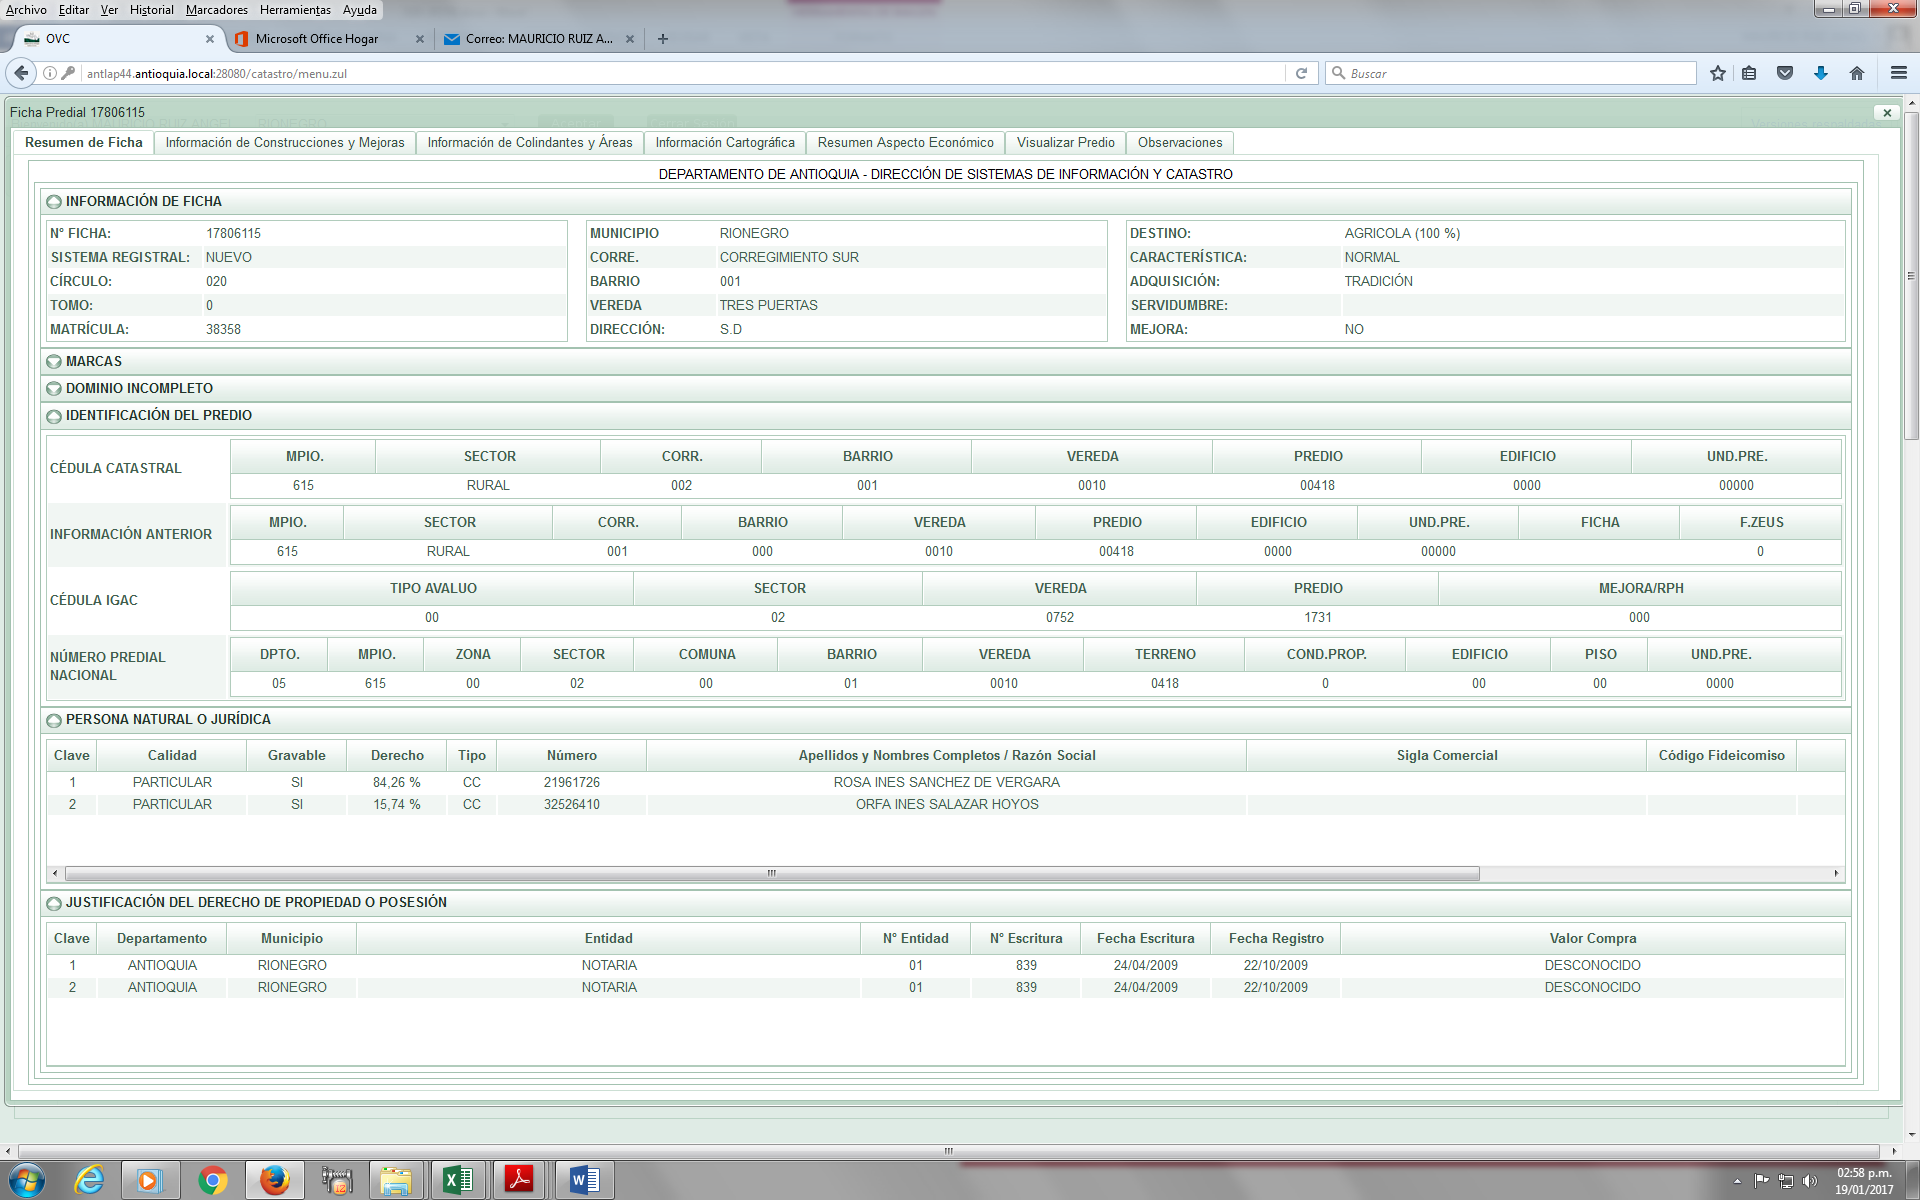 Archivo Editar Ver Historial Marcadores Herramientas Ayuda
OVC Microsoft Office Hogar Correo: MAURICIO RUIZ A...
antlap44.antioquia.local:28080/catastro/menu.zul Buscar
Ficha Predial 17806115
Resumen de Ficha Información de Construcciones y Mejoras Información de Colindantes y Áreas Información Cartográfica Resumen Aspecto Económico Visualizar Predio Observaciones
DEPARTAMENTO DE ANTIOQUIA - DIRECCIÓN DE SISTEMAS DE INFORMACIÓN Y CATASTRO
INFORMACIÓN DE FICHA
N° FICHA: 17806115 MUNICIPIO RIONEGRO DESTINO: AGRICOLA (100 %)
SISTEMA REGISTRAL: NUEVO CORRE. CORREGIMIENTO SUR CARACTERÍSTICA: NORMAL
CÍRCULO: 020 BARRIO 001 ADQUISICIÓN: TRADICIÓN
TOMO: 0 VEREDA TRES PUERTAS SERVIDUMBRE:
MATRÍCULA: 38358 DIRECCIÓN: S.D MEJORA: NO
MARCAS
DOMINIO INCOMPLETO
IDENTIFICACIÓN DEL PREDIO
CÉDULA CATASTRAL
MPIO. SECTOR CORR. BARRIO VEREDA PREDIO EDIFICIO UND.PRE.
615 RURAL 002 001 0010 00418 0000 00000
INFORMACIÓN ANTERIOR
MPIO. SECTOR CORR. BARRIO VEREDA PREDIO EDIFICIO UND.PRE. FICHA F.ZEUS
615 RURAL 001 000 0010 00418 0000 00000 0
CÉDULA IGAC
TIPO AVALUO SECTOR VEREDA PREDIO MEJORA/RPH
00 02 0752 1731 000
NÚMERO PREDIAL
NACIONAL
DPTO. MPIO. ZONA SECTOR COMUNA BARRIO VEREDA TERRENO COND.PROP. EDIFICIO PISO UND.PRE.
05 615 00 02 00 01 0010 0418 0 00 00 0000
PERSONA NATURAL O JURÍDICA
Clave Calidad Gravable Derecho Tipo Número Apellidos y Nombres Completos / Razón Social Sigla Comercial Código Fideicomiso
1 PARTICULAR SI 84,26 % CC 21961726 ROSA INES SANCHEZ DE VERGARA
2 PARTICULAR SI 15,74 % CC 32526410 ORFA INES SALAZAR HOYOS
JUSTIFICACIÓN DEL DERECHO DE PROPIEDAD O POSESIÓN
Clave Departamento Municipio Entidad N° Entidad N° Escritura Fecha Escritura Fecha Registro Valor Compra
1 ANTIOQUIA RIONEGRO NOTARIA 01 839 24/04/2009 22/10/2009 DESCONOCIDO
2 ANTIOQUIA RIONEGRO NOTARIA 01 839 24/04/2009 22/10/2009 DESCONOCIDO
02:58 p.m.
19/01/2017